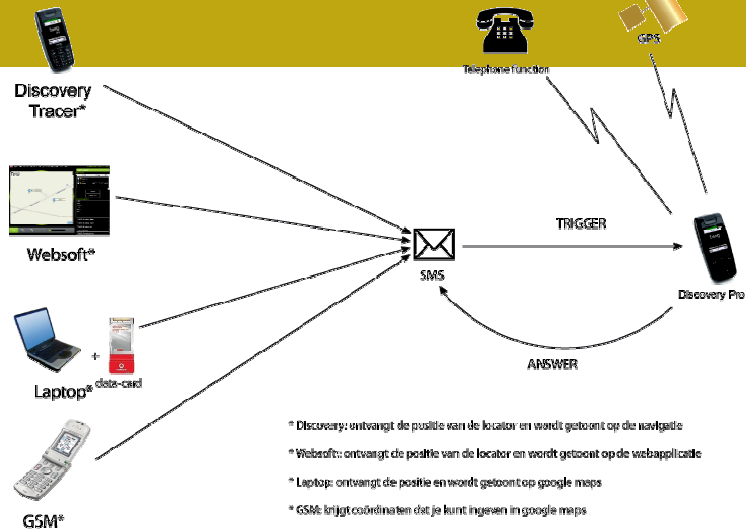 GPS
Telephone function
Discovery
Tracer*
TRIGGER
Websoft*
SMS
Discovery Pro
ANSWER
+
data-card
Laptop*
* Discovery: ontvangt de positie van de locator en wordt getoont op de navigatie
* Websoft:: ontvangt de positie van de locator en wordt getoont op de webapplicatie
* Laptop: ontvangt de positie en wordt getoont op google maps
* GSM: krijgt coördinaten dat je kunt ingeven in google maps
GSM*